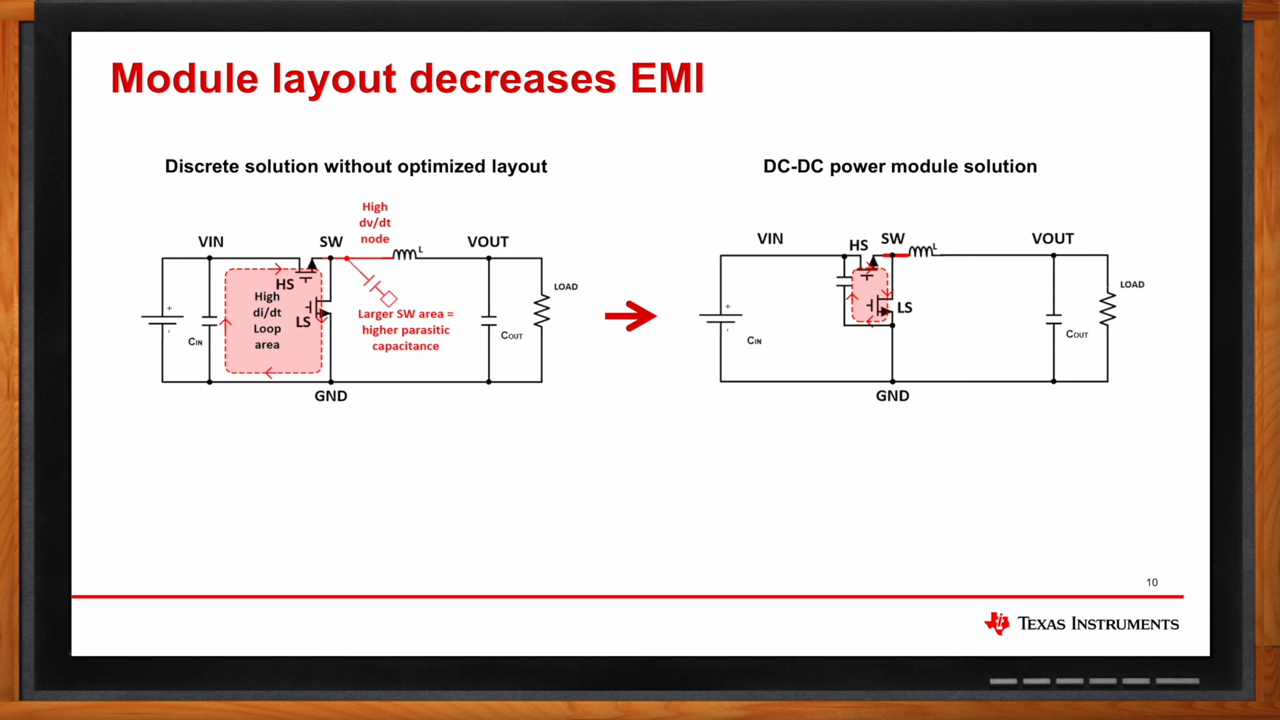 Module layout decreases EMI
Discrete solution without optimized layout
High
dv/dt
node
VIN
SW
L
VOUT
HS
High
di/dt
Loop
area
LS
+
-
CIN
Larger SW area =
higher parasitic
capacitance
COUT
LOAD
GND
DC-DC power module solution
VIN
HS
SW
L
VOUT
LS
+
-
CIN
COUT
LOAD
GND
10
TEXAS INSTRUMENTS